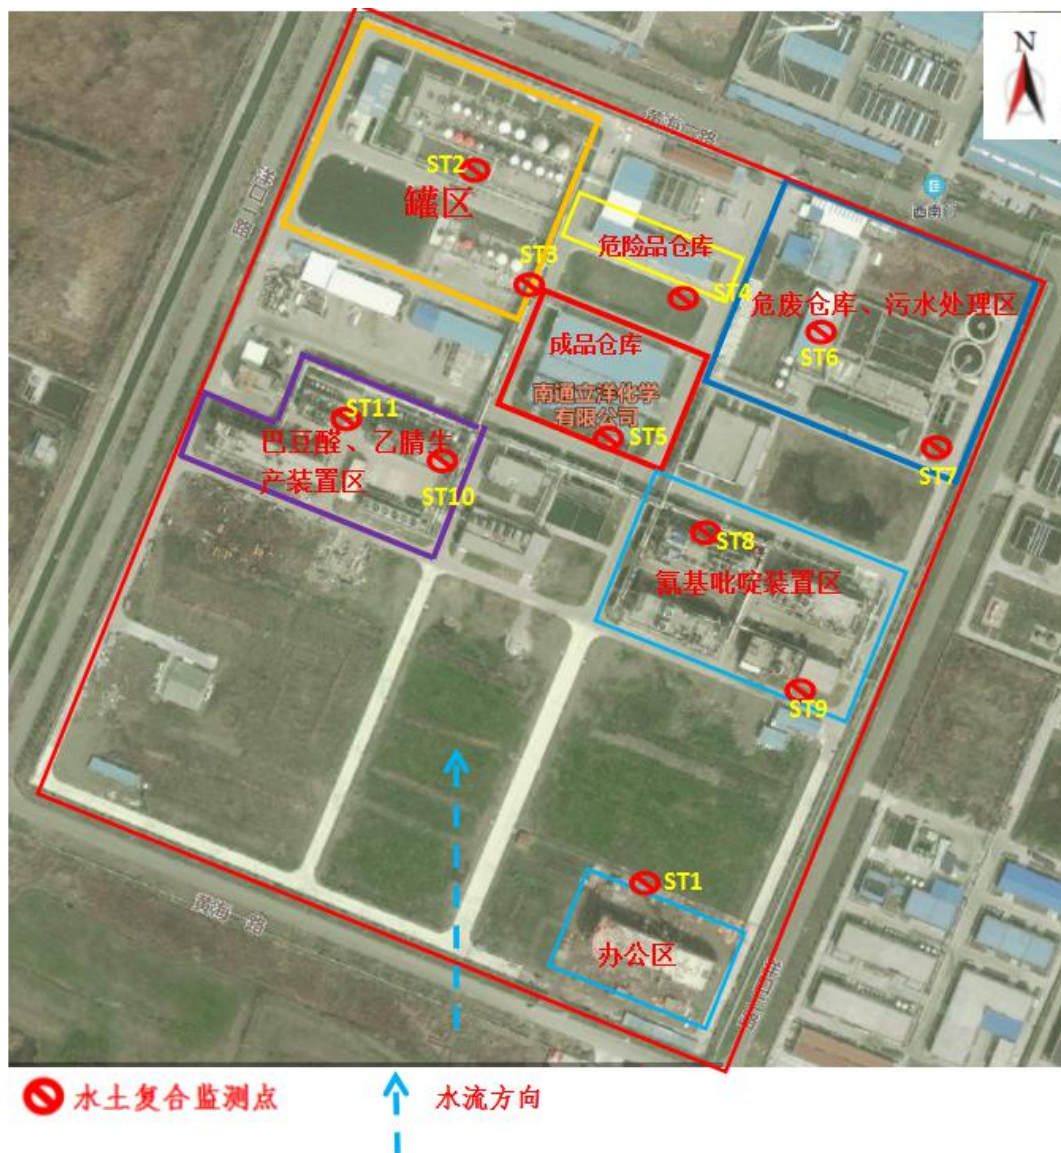 N
黄海二路
西南门
ST2
罐区
危险品仓库
ST3
ST4
危废仓库、污水处理区
成品仓库
ST6
南通立洋化学
有限公司
ST11
ST5
巴豆醛、乙腈生
产装置区
ST10
ST7
ST8
氰基吡啶装置区
ST9
ST1
黄海一路
办公区
水土复合监测点
水流方向